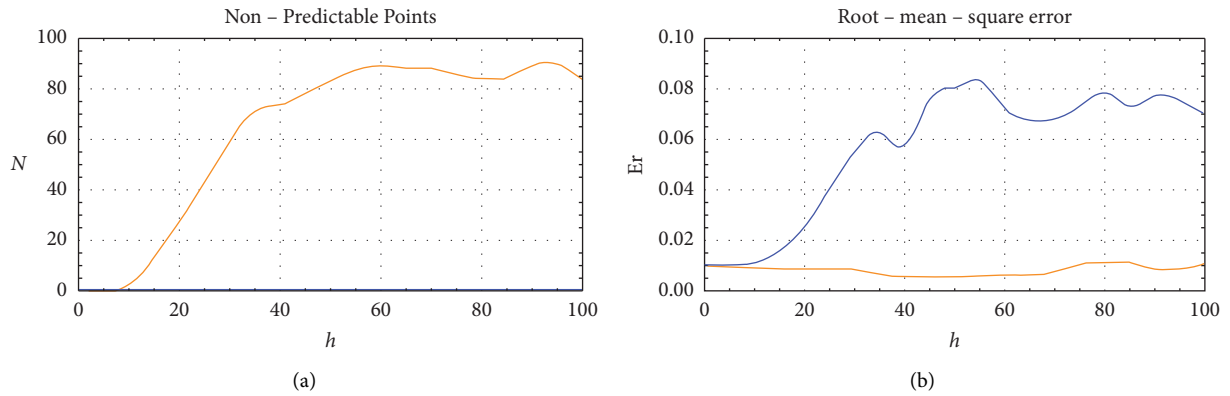 Non – Predictable Points
100
80
60
40
20
0
N
0 20 40 60 80 100
h
(a)
Root – mean – square error
0.10
0.08
0.06
0.04
0.02
0.00
Er
0 20 40 60 80 100
h
(b)